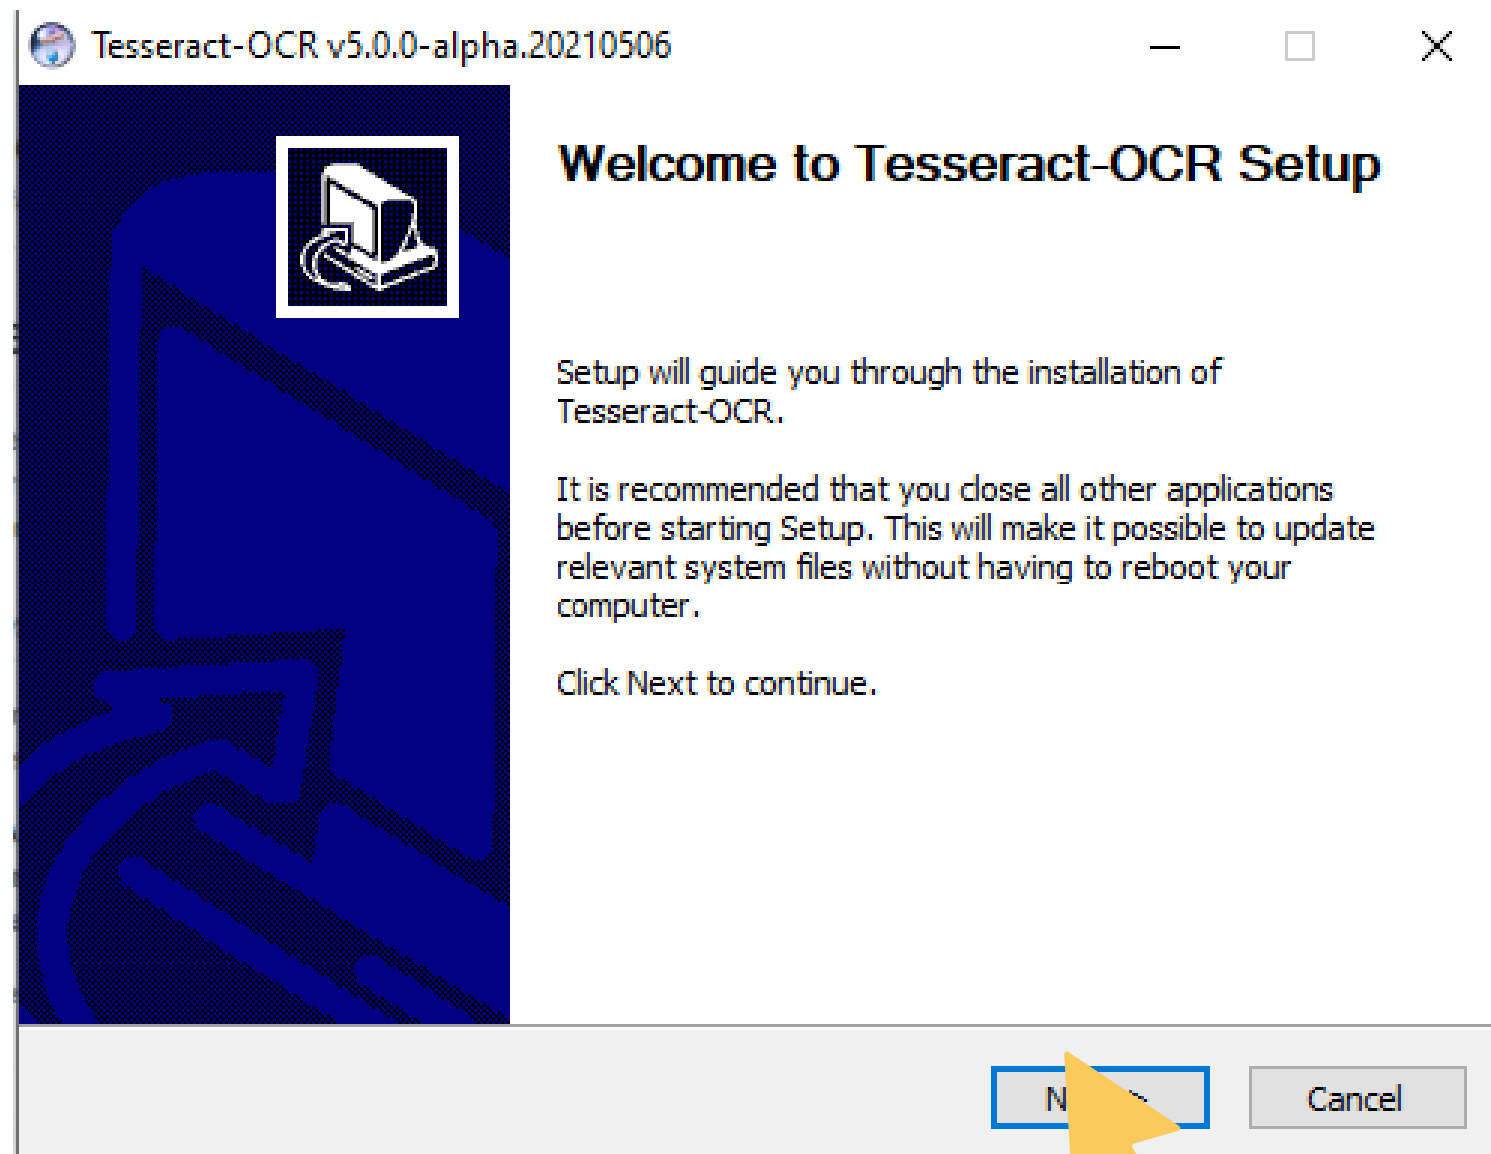 Tesseract-OCR v5.0.0-alpha.20210506
Welcome to Tesseract-OCR Setup
Setup will guide you through the installation of
Tesseract-OCR.
It is recommended that you close all other applications
before starting Setup. This will make it possible to update
relevant system files without having to reboot your
computer.
Click Next to continue.
Cancel